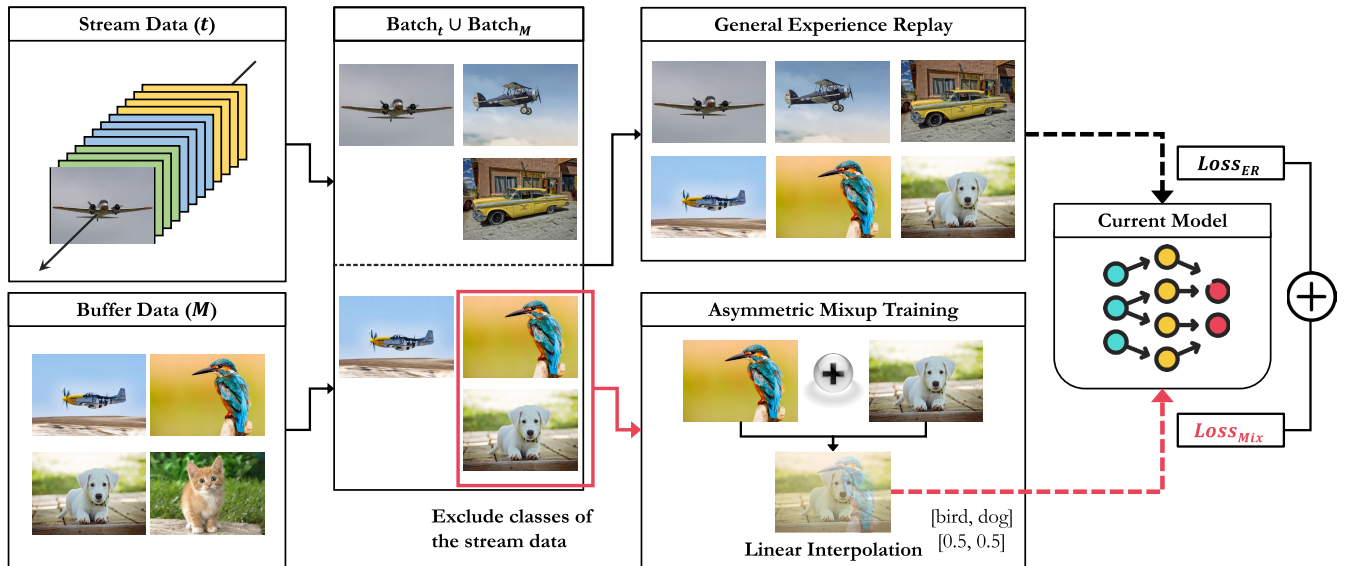 Stream Data (t)
Batch_t ∪ Batch_M
General Experience Replay
Loss_ER
Current Model
Buffer Data (M)
Asymmetric Mixup Training
Loss_Mix
Exclude classes of
the stream data
[bird, dog]
[0.5, 0.5]
Linear Interpolation